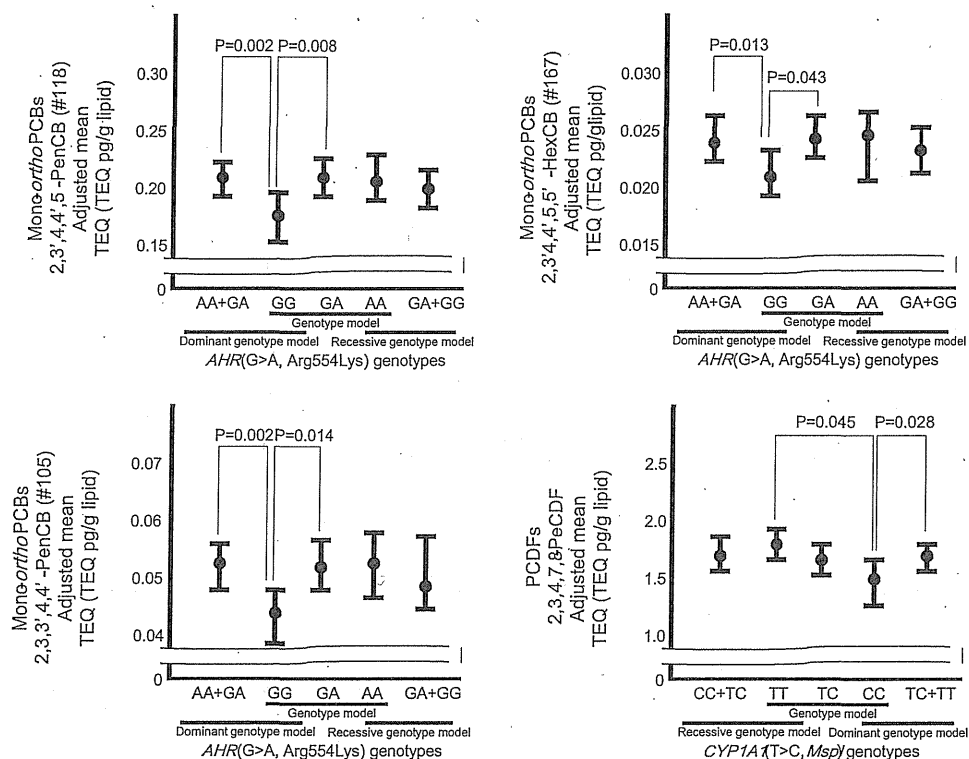 Mono-ortho PCBs
2,3',4,4',5 -PenCB (#118)
Adjusted mean
TEQ (TEQ pg/g lipid)
P=0.002
P=0.008
0.30
0.25
0.20
0.15
0
AA+GA GG GA AA GA+GG
Genotype model
Dominant genotype model Recessive genotype model
AHR(G>A, Arg554Lys) genotypes
Mono-ortho PCBs
2,3'4,4',5,5' -HexCB (#167)
Adjusted mean
TEQ (TEQ pg/glipid)
P=0.013
P=0.043
0.030
0.025
0.020
0.015
0
AA+GA GG GA AA GA+GG
Genotype model
Dominant genotype model Recessive genotype model
AHR(G>A, Arg554Lys) genotypes
Mono-ortho PCBs
2,3,3',4,4' -PenCB (#105)
Adjusted mean
TEQ (TEQ pg/g lipid)
P=0.002 P=0.014
0.07
0.06
0.05
0.04
0
AA+GA GG GA AA GA+GG
Genotype model
Dominant genotype model Recessive genotype model
AHR(G>A, Arg554Lys) genotypes
PCDFs
2,3,4,7,8-PeCDF
Adjusted mean
TEQ (TEQ pg/g lipid)
P=0.045 P=0.028
2.5
2.0
1.5
1.0
0
CC+TC TT TC CC TC+TT
Genotype model
Recessive genotype model Dominant genotype model
CYP1A1(T>C, MspI) genotypes